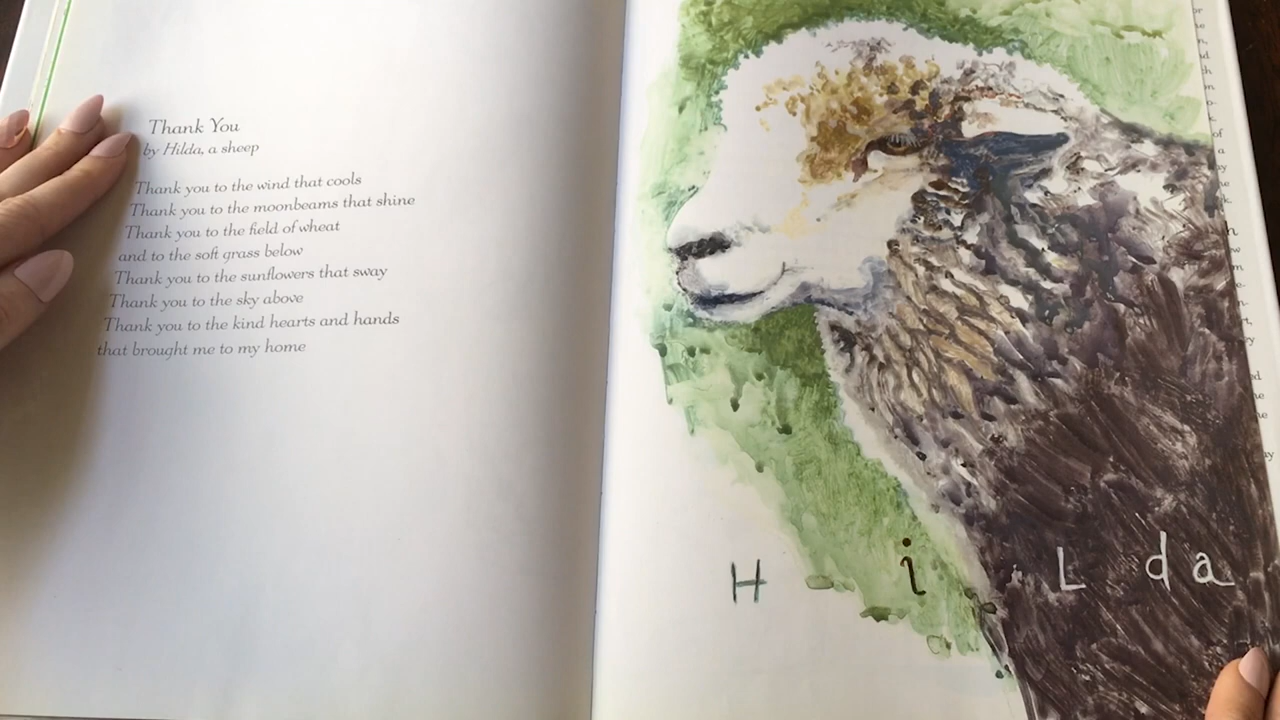 Thank You
by Hilda, a sheep
Thank you to the wind that cools
Thank you to the moonbeams that shine
Thank you to the field of wheat
and to the soft grass below
Thank you to the sunflowers that sway
Thank you to the sky above
Thank you to the kind hearts and hands
that brought me to my home
H i L da